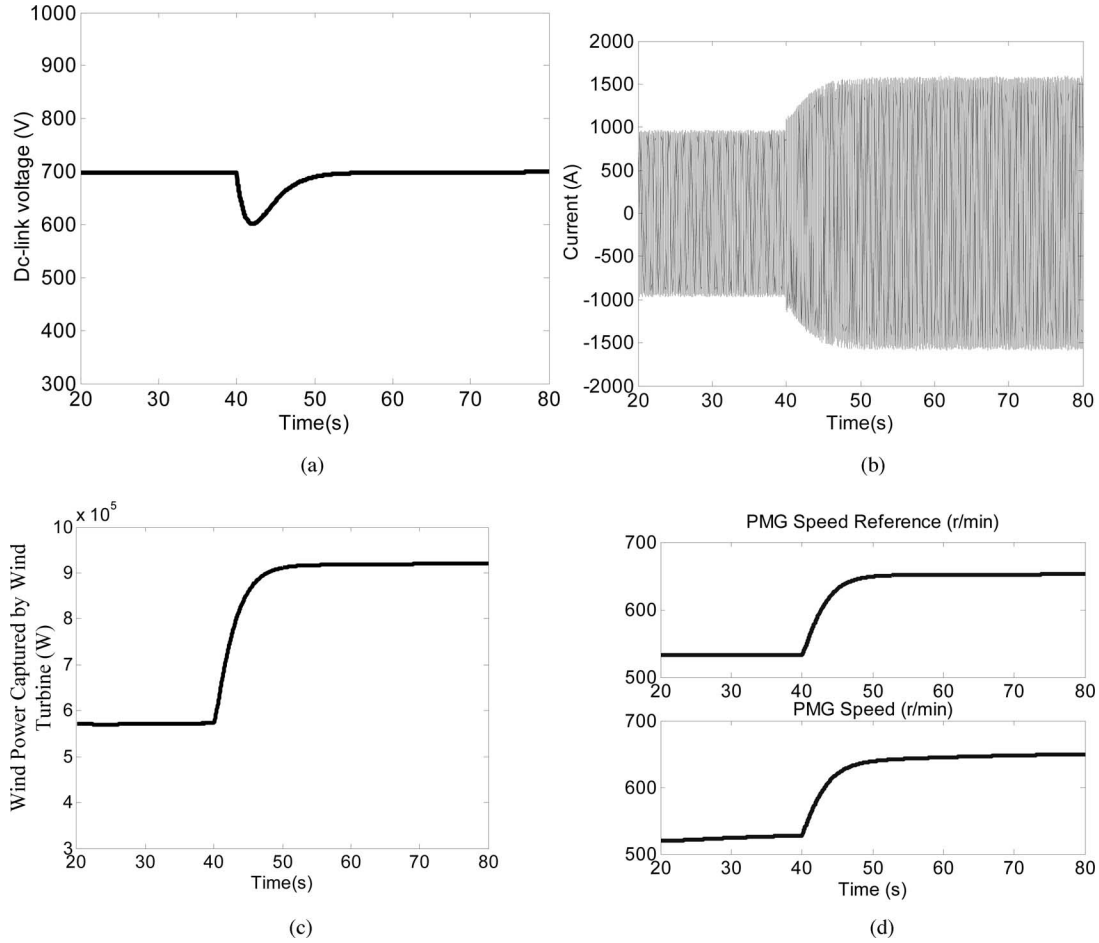 1000
900
800
700
600
500
400
300
Dc-link voltage (V)
20 30 40 50 60 70 80
Time(s)
(a)
2000
1500
1000
500
0
-500
-1000
-1500
-2000
Current (A)
20 30 40 50 60 70 80
Time(s)
(b)
x 10^5
10
9
8
7
6
5
4
3
Wind Power Captured by Wind
Turbine (W)
20 30 40 50 60 70 80
Time(s)
(c)
PMG Speed Reference (r/min)
700
600
500
20 30 40 50 60 70 80
PMG Speed (r/min)
700
600
500
20 30 40 50 60 70 80
Time (s)
(d)